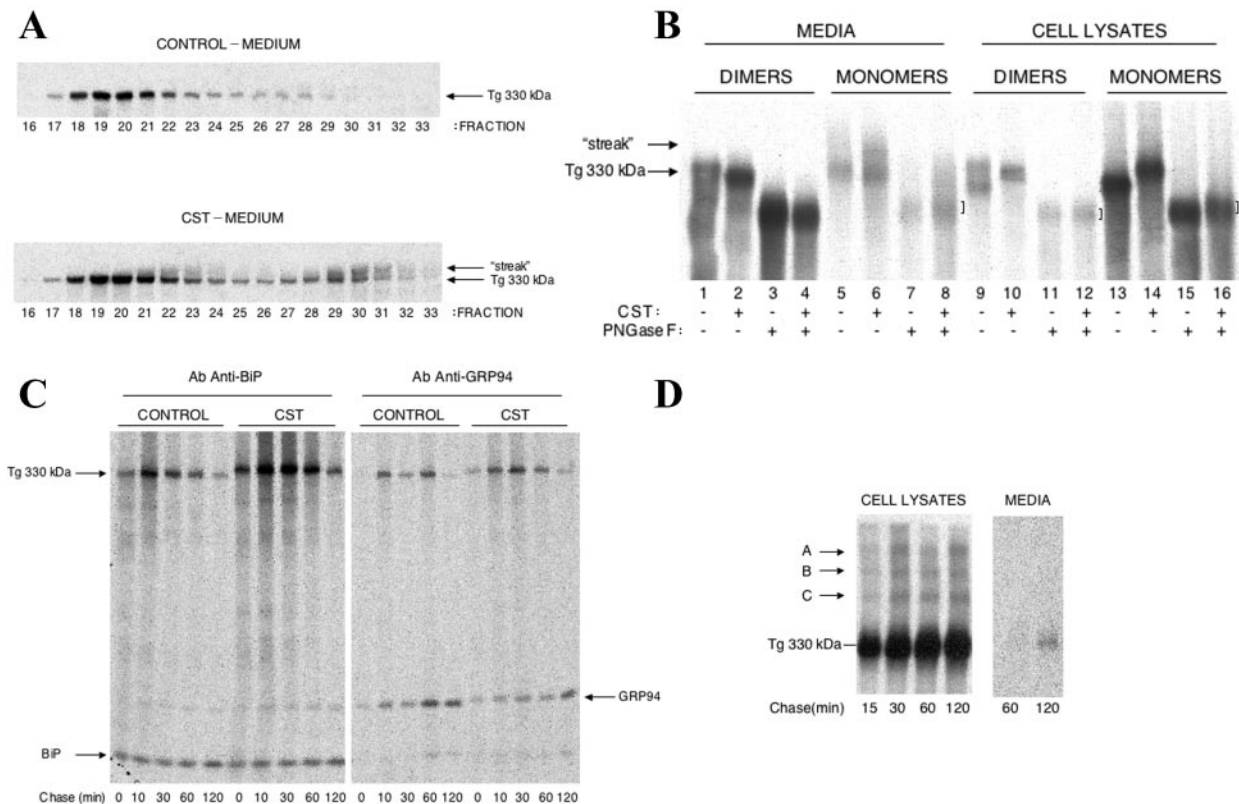 A
CONTROL – MEDIUM
Tg 330 kDa
16 17 18 19 20 21 22 23 24 25 26 27 28 29 30 31 32 33 :FRACTION
CST – MEDIUM
"streak"
Tg 330 kDa
16 17 18 19 20 21 22 23 24 25 26 27 28 29 30 31 32 33 :FRACTION
B
MEDIA CELL LYSATES
DIMERS MONOMERS DIMERS MONOMERS
"streak"
Tg 330 kDa
] ] ]
1 2 3 4 5 6 7 8 9 10 11 12 13 14 15 16
CST: - + - + - + - + - + - + - + - +
PNGase F: - - + + - - + + - - + + - - + +
C
Ab Anti-BiP Ab Anti-GRP94
CONTROL CST CONTROL CST
Tg 330 kDa
GRP94
BiP
Chase (min) 0 10 30 60 120 0 10 30 60 120 0 10 30 60 120 0 10 30 60 120
D
CELL LYSATES MEDIA
A
B
C
Tg 330 kDa
Chase(min) 15 30 60 120 60 120